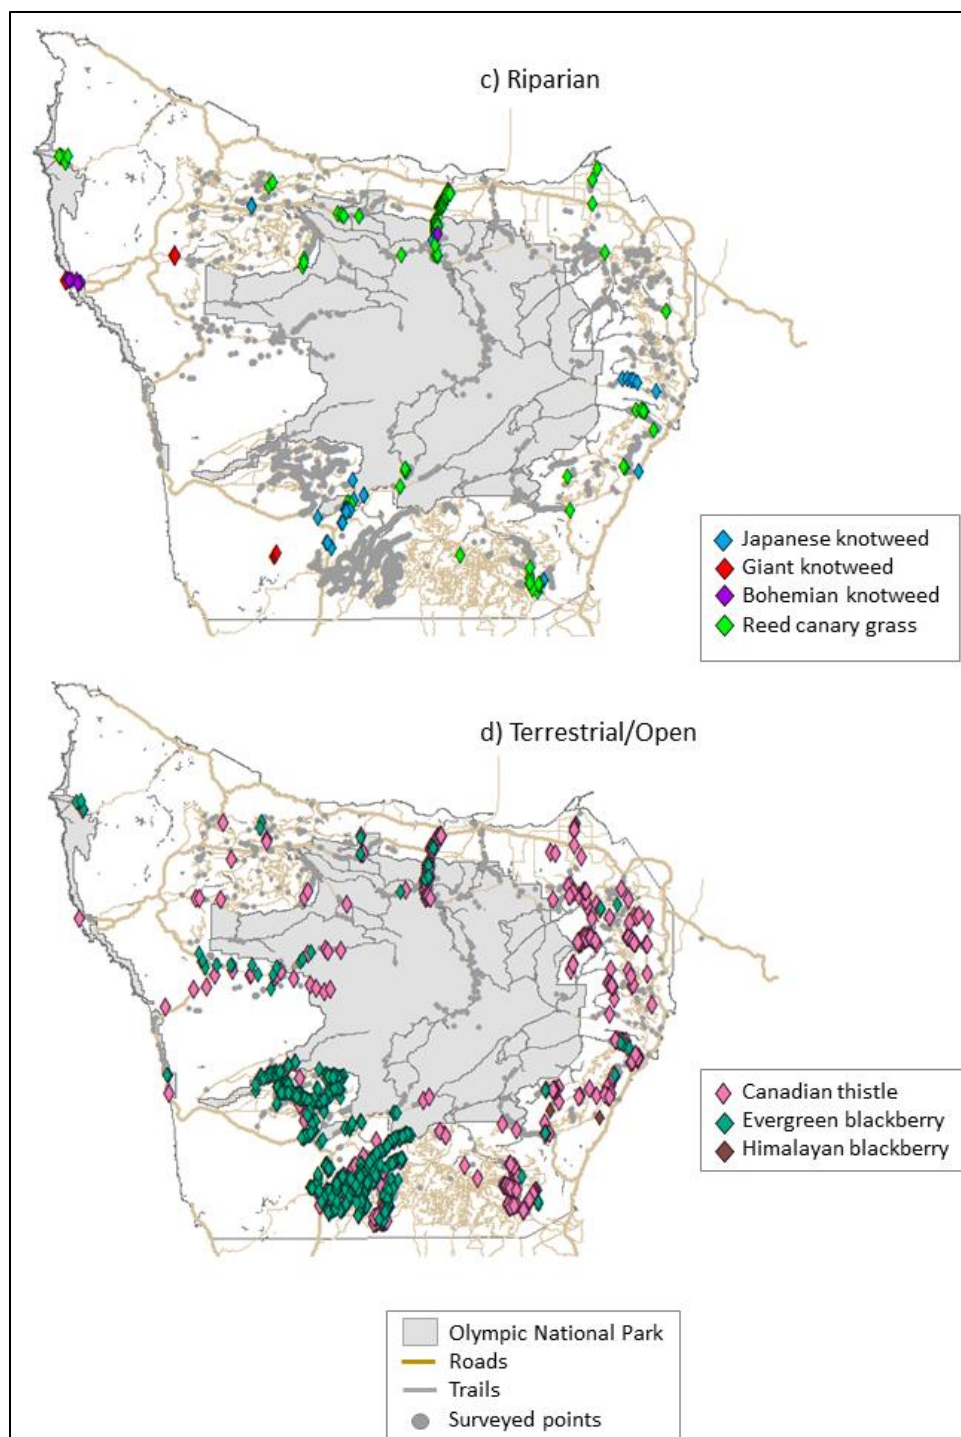 c) Riparian
Japanese knotweed
Giant knotweed
Bohemian knotweed
Reed canary grass
d) Terrestrial/Open
Canadian thistle
Evergreen blackberry
Himalayan blackberry
Olympic National Park
Roads
Trails
Surveyed points